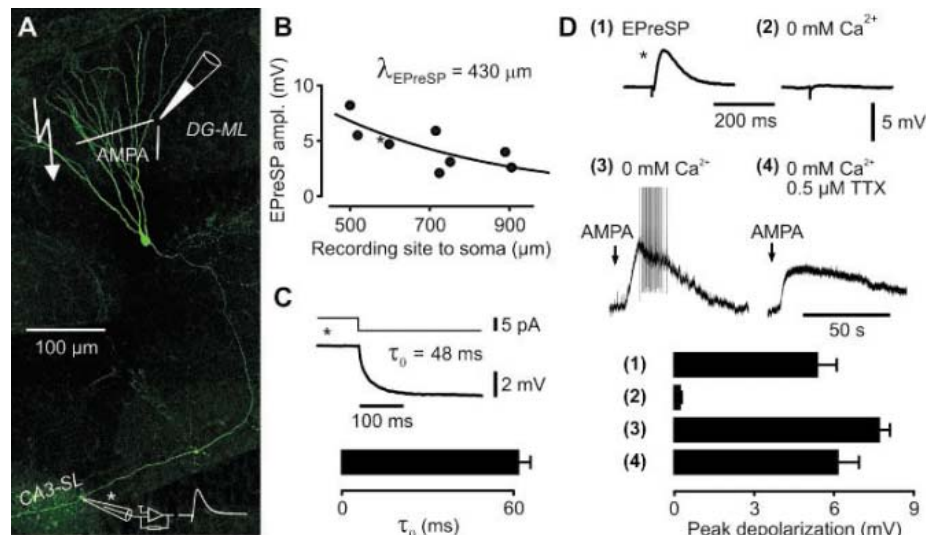 A
DG-ML
AMPA
100 μm
CA3-SL
*
B
λEPreSP = 430 μm
EPreSP ampl. (mV)
10
5
0
*
500 700 900
Recording site to soma (μm)
C
5 pA
*
τ0 = 48 ms
2 mV
100 ms
0 60
τ0 (ms)
D
(1) EPreSP
(2) 0 mM Ca2+
*
200 ms
5 mV
(3) 0 mM Ca2+
(4) 0 mM Ca2+
0.5 μM TTX
AMPA
AMPA
50 s
(1)
(2)
(3)
(4)
0 3 6 9
Peak depolarization (mV)